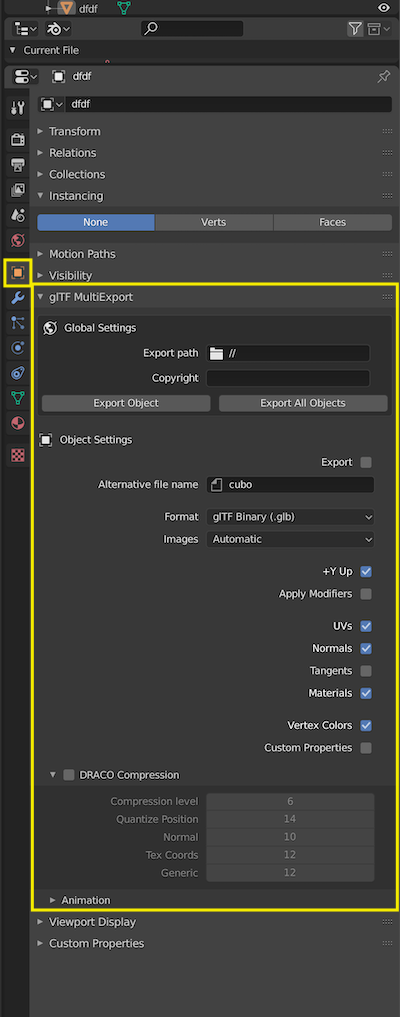 dfdf
Current File
dfdf
dfdf
Transform
Relations
Collections
Instancing
None Verts Faces
Motion Paths
Visibility
glTF MultiExport
Global Settings
Export path //
Copyright
Export Object Export All Objects
Object Settings
Export
Alternative file name cubo
Format glTF Binary (.glb)
Images Automatic
+Y Up
Apply Modifiers
UVs
Normals
Tangents
Materials
Vertex Colors
Custom Properties
DRACO Compression
Compression level 6
Quantize Position 14
Normal 10
Tex Coords 12
Generic 12
Animation
Viewport Display
Custom Properties